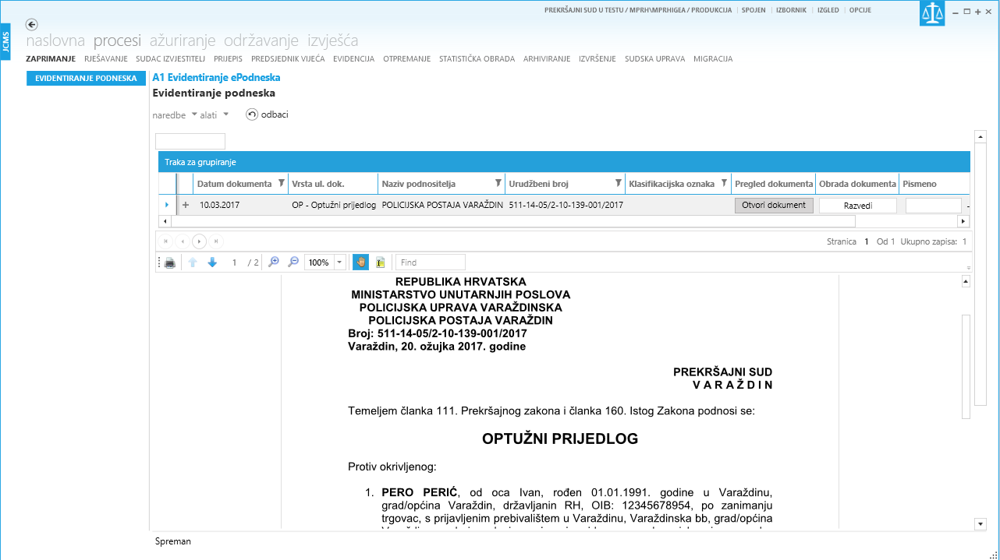 PREKRŠAJNI SUD U TESTU / MPRH\MPRHIGEA / PRODUKCIJA | SPOJEN | IZBORNIK | IZGLED | OPCIJE
JCMS
naslovna procesi ažuriranje održavanje izvješća
ZAPRIMANJE RJEŠAVANJE SUDAC IZVJESTITELJ PRIJEPIS PREDSJEDNIK VIJEĆA EVIDENCIJA OTPREMANJE STATISTIČKA OBRADA ARHIVIRANJE IZVRŠENJE SUDSKA UPRAVA MIGRACIJA
EVIDENTIRANJE PODNESKA
A1 Evidentiranje ePodneska
Evidentiranje podneska
naredbe alati odbaci
Traka za grupiranje
Datum dokumenta Vrsta ul. dok. Naziv podnositelja Urudžbeni broj Klasifikacijska oznaka Pregled dokumenta Obrada dokumenta Pismeno
10.03.2017 OP - Optužni prijedlog POLICIJSKA POSTAJA VARAŽDIN 511-14-05/2-10-139-001/2017 Otvori dokument Razvedi
Stranica 1 Od 1 Ukupno zapisa: 1
1 / 2 100% Find
REPUBLIKA HRVATSKA
MINISTARSTVO UNUTARNJIH POSLOVA
POLICIJSKA UPRAVA VARAŽDINSKA
POLICIJSKA POSTAJA VARAŽDIN
Broj: 511-14-05/2-10-139-001/2017
Varaždin, 20. ožujka 2017. godine
PREKRŠAJNI SUD
V A R A Ž D I N
Temeljem članka 111. Prekršajnog zakona i članka 160. Istog Zakona podnosi se:
OPTUŽNI PRIJEDLOG
Protiv okrivljenog:
1. PERO PERIĆ, od oca Ivan, rođen 01.01.1991. godine u Varaždinu,
grad/općina Varaždin, državljanin RH, OIB: 12345678954, po zanimanju
trgovac, s prijavljenim prebivalištem u Varaždinu, Varaždinska bb, grad/općina
Spreman